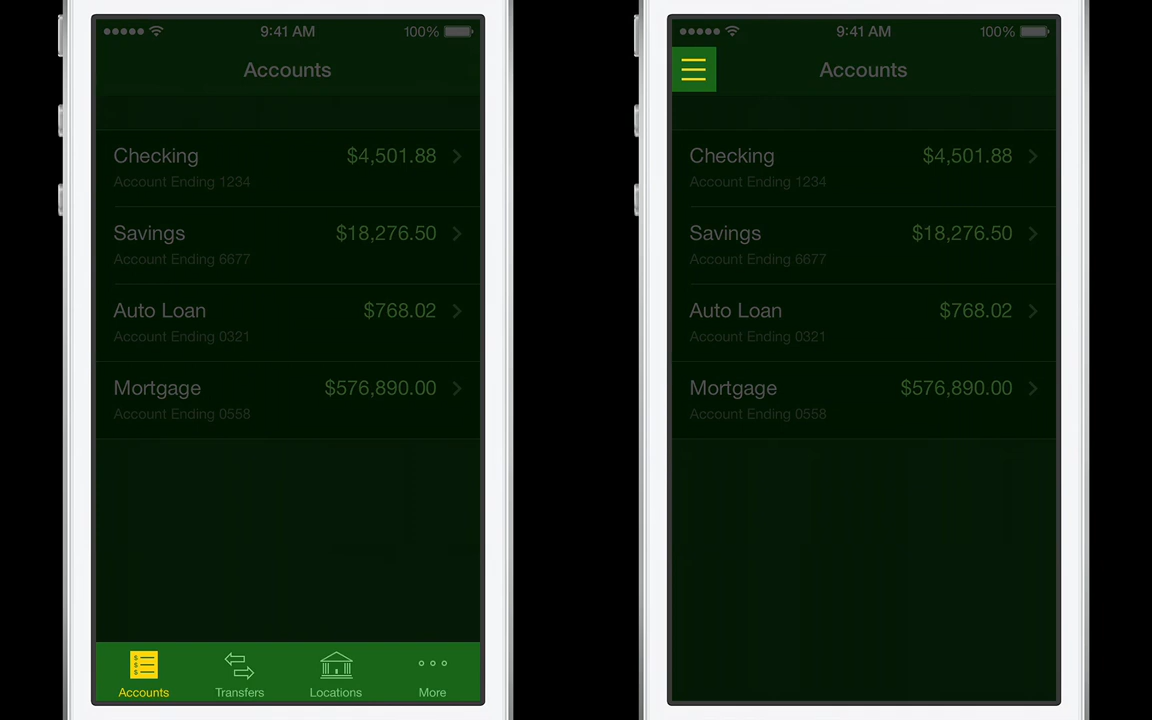 9:41 AM 100%
Accounts
Checking $4,501.88
Account Ending 1234
Savings $18,276.50
Account Ending 6677
Auto Loan $768.02
Account Ending 0321
Mortgage $576,890.00
Account Ending 0558
Accounts Transfers Locations More
9:41 AM 100%
Accounts
Checking $4,501.88
Account Ending 1234
Savings $18,276.50
Account Ending 6677
Auto Loan $768.02
Account Ending 0321
Mortgage $576,890.00
Account Ending 0558